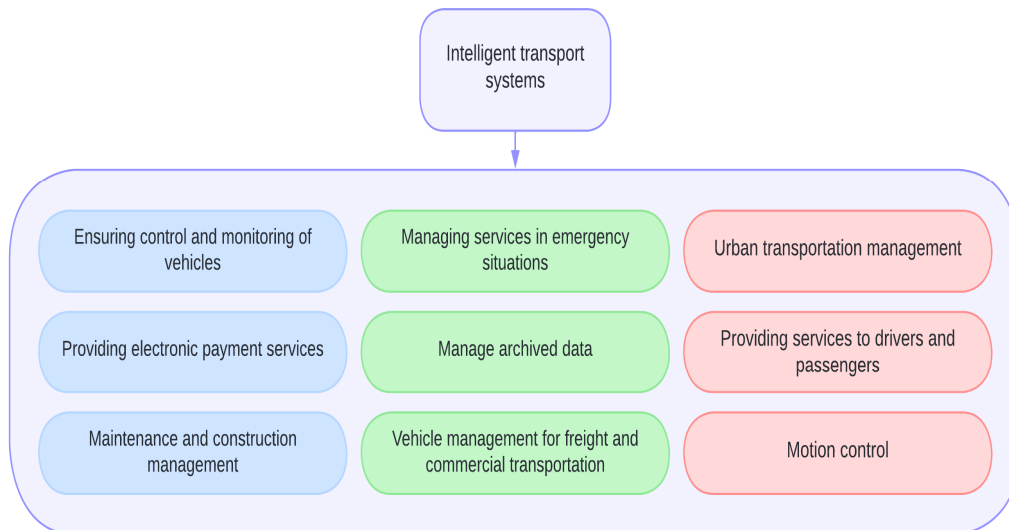 Intelligent transport
systems
Ensuring control and monitoring of
vehicles
Managing services in emergency
situations
Urban transportation management
Providing electronic payment services
Manage archived data
Providing services to drivers and
passengers
Maintenance and construction
management
Vehicle management for freight and
commercial transportation
Motion control